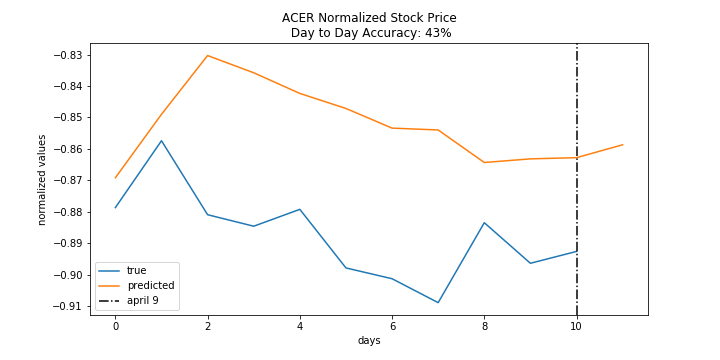 ACER Normalized Stock Price
Day to Day Accuracy: 43%
normalized values
−0.83
−0.84
−0.85
−0.86
−0.87
−0.88
−0.89
−0.90
−0.91
true
predicted
april 9
0 2 4 6 8 10
days